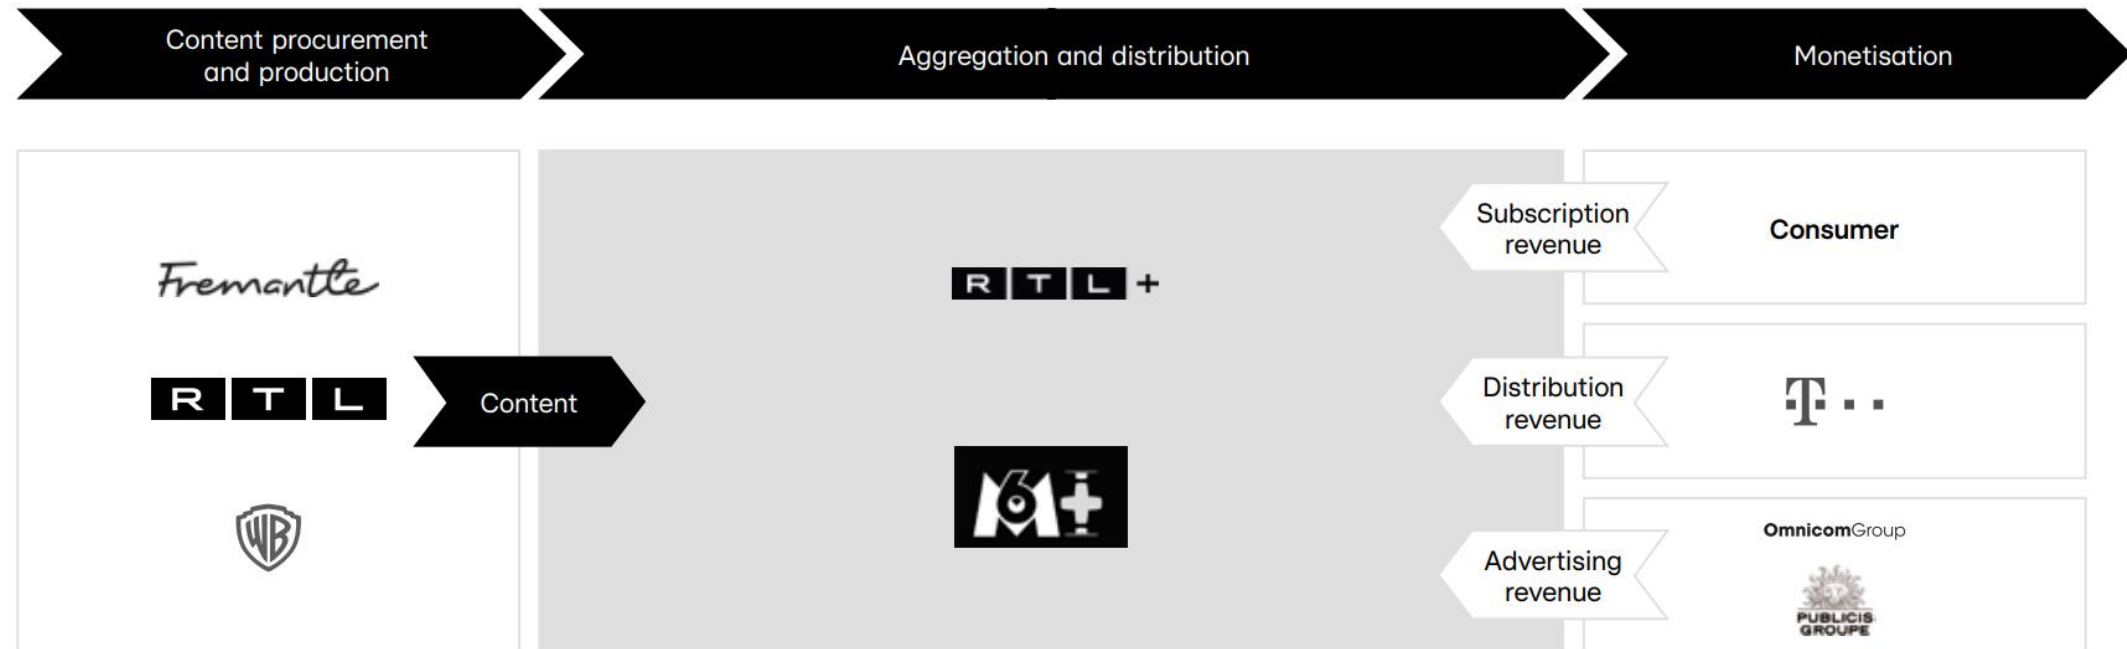 Content procurement
and production
Aggregation and distribution
Monetisation
Fremantle
RTL
WB
Content
RTL+
M6+
Subscription
revenue
Consumer
Distribution
revenue
T
Advertising
revenue
OmnicomGroup
PUBLICIS
GROUPE